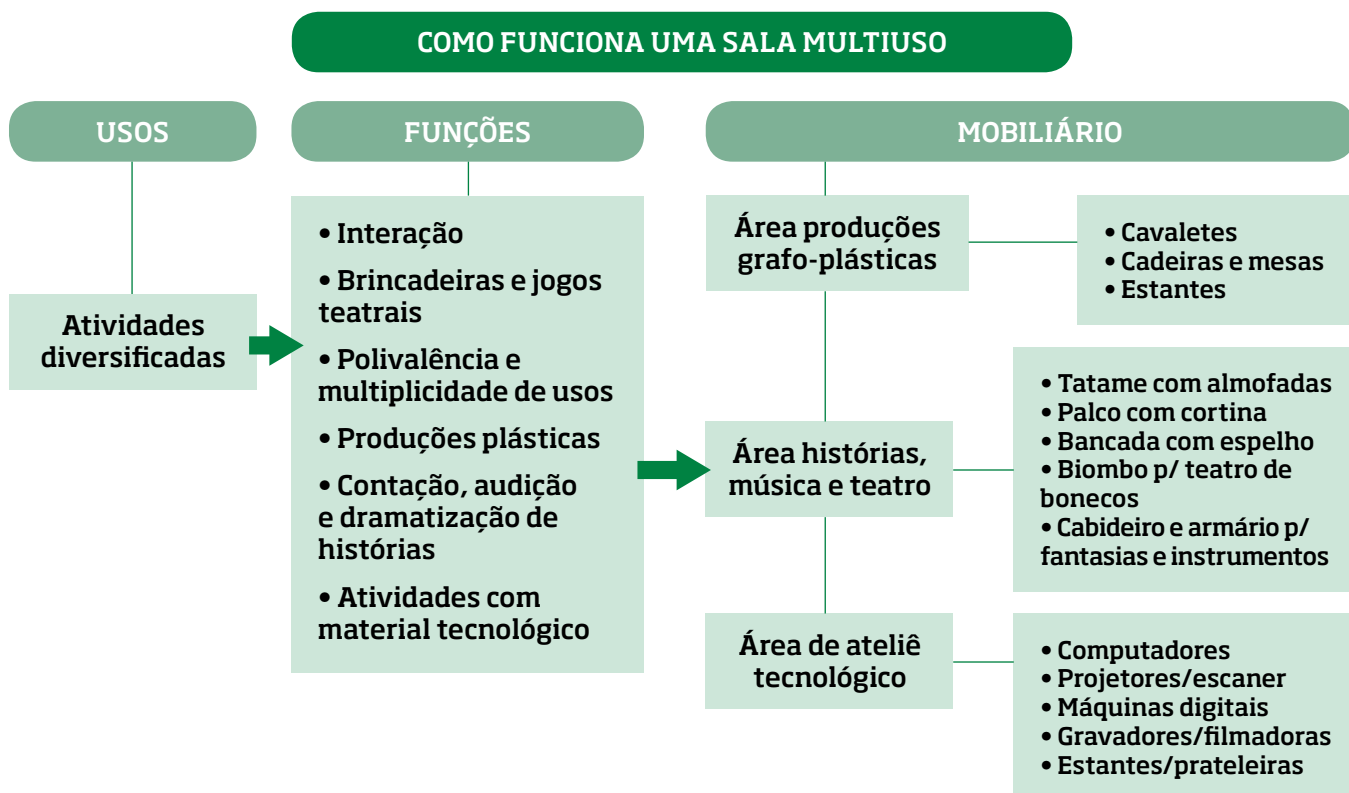 COMO FUNCIONA UMA SALA MULTIUSO
USOS
Atividades
diversificadas
FUNÇÕES
• Interação
• Brincadeiras e jogos
teatrais
• Polivalência e
multiplicidade de usos
• Produções plásticas
• Contação, audição
e dramatização de
histórias
• Atividades com
material tecnológico
MOBILIÁRIO
Área produções
grafo-plásticas
• Cavaletes
• Cadeiras e mesas
• Estantes
Área histórias,
música e teatro
• Tatame com almofadas
• Palco com cortina
• Bancada com espelho
• Biombo p/ teatro de
bonecos
• Cabideiro e armário p/
fantasias e instrumentos
Área de ateliê
tecnológico
• Computadores
• Projetores/escaner
• Máquinas digitais
• Gravadores/filmadoras
• Estantes/prateleiras